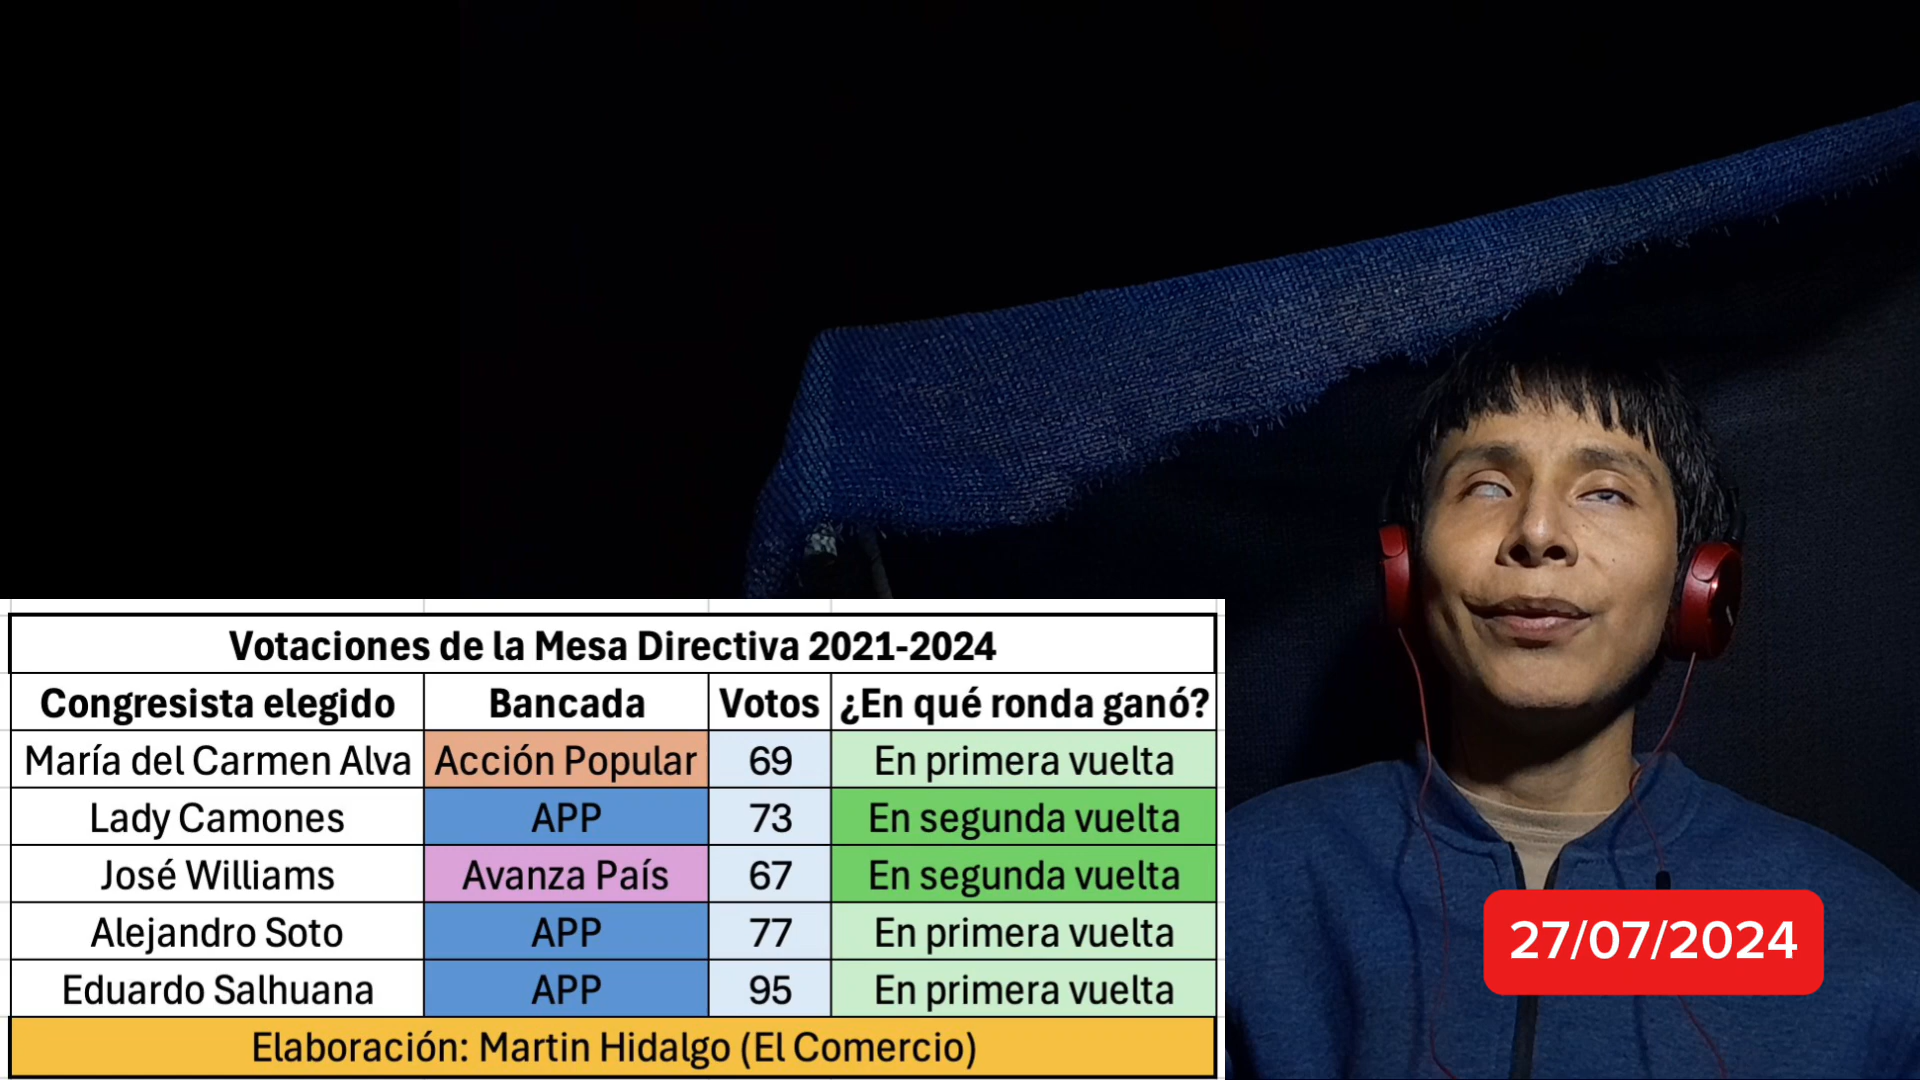 Votaciones de la Mesa Directiva 2021-2024
Congresista elegido Bancada Votos ¿En qué ronda ganó?
María del Carmen Alva Acción Popular 69 En primera vuelta
Lady Camones APP 73 En segunda vuelta
José Williams Avanza País 67 En segunda vuelta
Alejandro Soto APP 77 En primera vuelta
Eduardo Salhuana APP 95 En primera vuelta
Elaboración: Martin Hidalgo (El Comercio)
27/07/2024